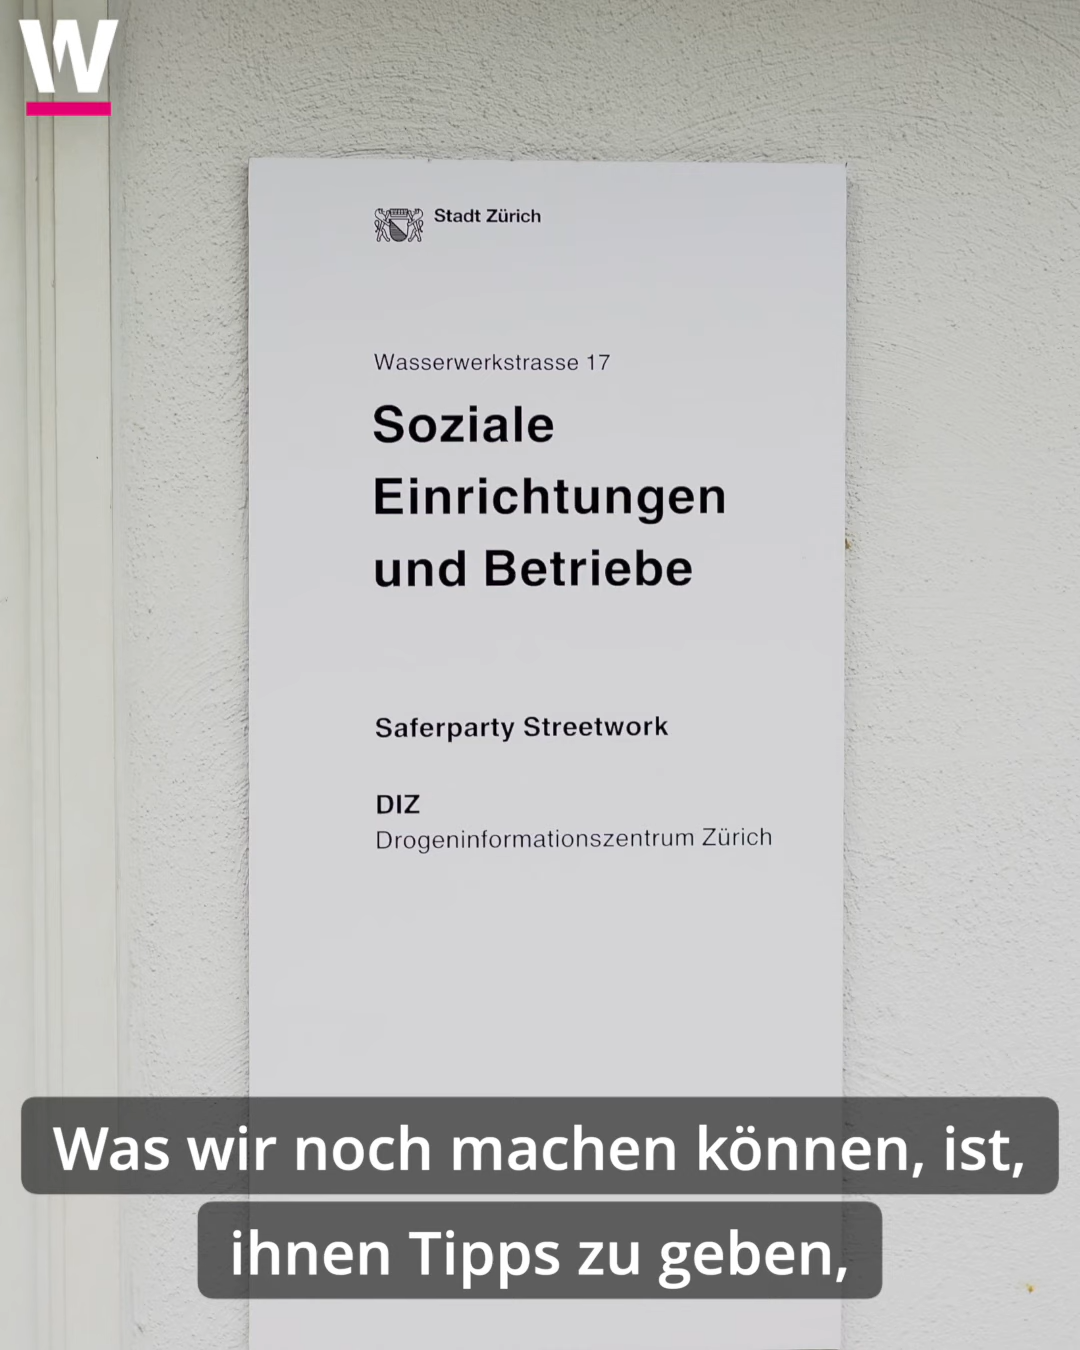 W
Stadt Zürich
Wasserwerkstrasse 17
Soziale
Einrichtungen
und Betriebe
Saferparty Streetwork
DIZ
Drogeninformationszentrum Zürich
Was wir noch machen können, ist,
ihnen Tipps zu geben,